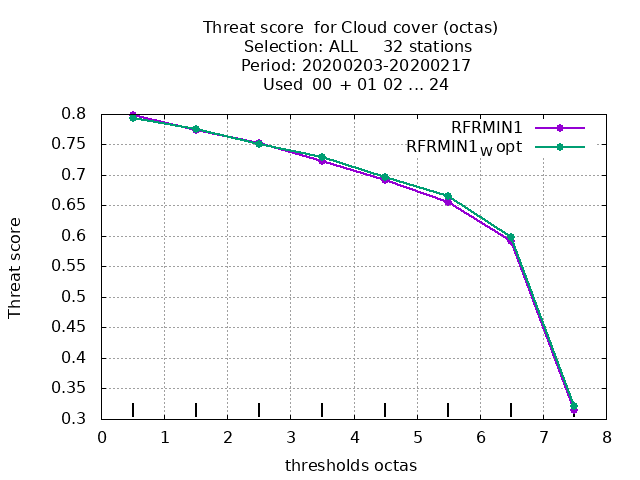 Threat score for Cloud cover (octas)
Selection: ALL 32 stations
Period: 20200203-20200217
Used 00 + 01 02 ... 24
RFRMIN1
RFRMIN1W opt
0.8
0.75
0.7
0.65
0.6
0.55
0.5
0.45
0.4
0.35
0.3
Threat score
0 1 2 3 4 5 6 7 8
thresholds octas